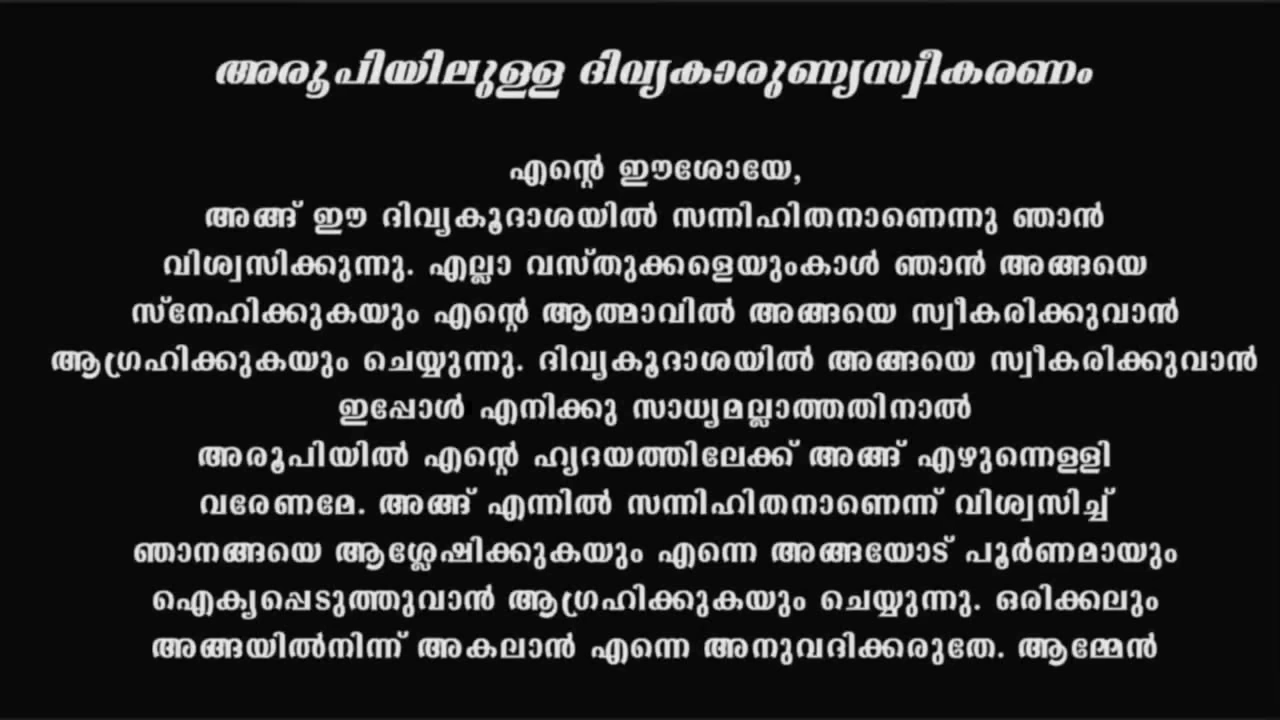 അരൂപിയിലുള്ള ദിവ്യകാരുണ്യസ്വീകരണം
എന്റെ ഈശോയേ,
അങ്ങ് ഈ ദിവ്യകൂദാശയിൽ സന്നിഹിതനാണെന്നു ഞാൻ
വിശ്വസിക്കുന്നു. എല്ലാ വസ്തുക്കളെയുംകാൾ ഞാൻ അങ്ങയെ
സ്നേഹിക്കുകയും എന്റെ ആത്മാവിൽ അങ്ങയെ സ്വീകരിക്കുവാൻ
ആഗ്രഹിക്കുകയും ചെയ്യുന്നു. ദിവ്യകൂദാശയിൽ അങ്ങയെ സ്വീകരിക്കുവാൻ
ഇപ്പോൾ എനിക്കു സാധ്യമല്ലാത്തതിനാൽ
അരൂപിയിൽ എന്റെ ഹൃദയത്തിലേക്ക് അങ്ങ് എഴുന്നെള്ളി
വരേണമേ. അങ്ങ് എന്നിൽ സന്നിഹിതനാണെന്ന് വിശ്വസിച്ച്
ഞാനങ്ങയെ ആശ്ലേഷിക്കുകയും എന്നെ അങ്ങയോട് പൂർണമായും
ഐക്യപ്പെടുത്തുവാൻ ആഗ്രഹിക്കുകയും ചെയ്യുന്നു. ഒരിക്കലും
അങ്ങയിൽനിന്ന് അകലാൻ എന്നെ അനുവദിക്കരുതേ. ആമ്മേൻ